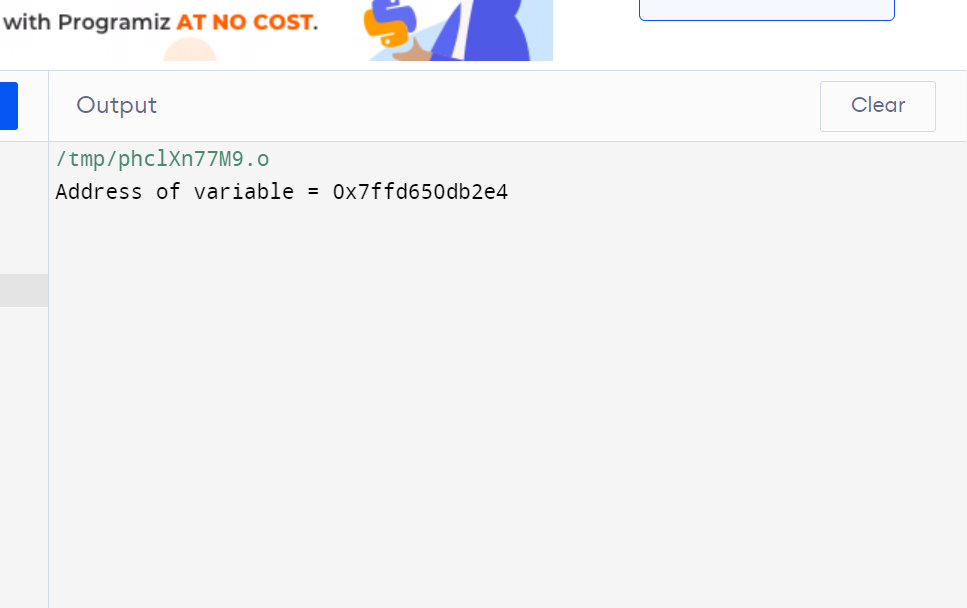 with Programiz AT NO COST.
Output
Clear
/tmp/phclXn77M9.o
Address of variable = 0x7ffd650db2e4